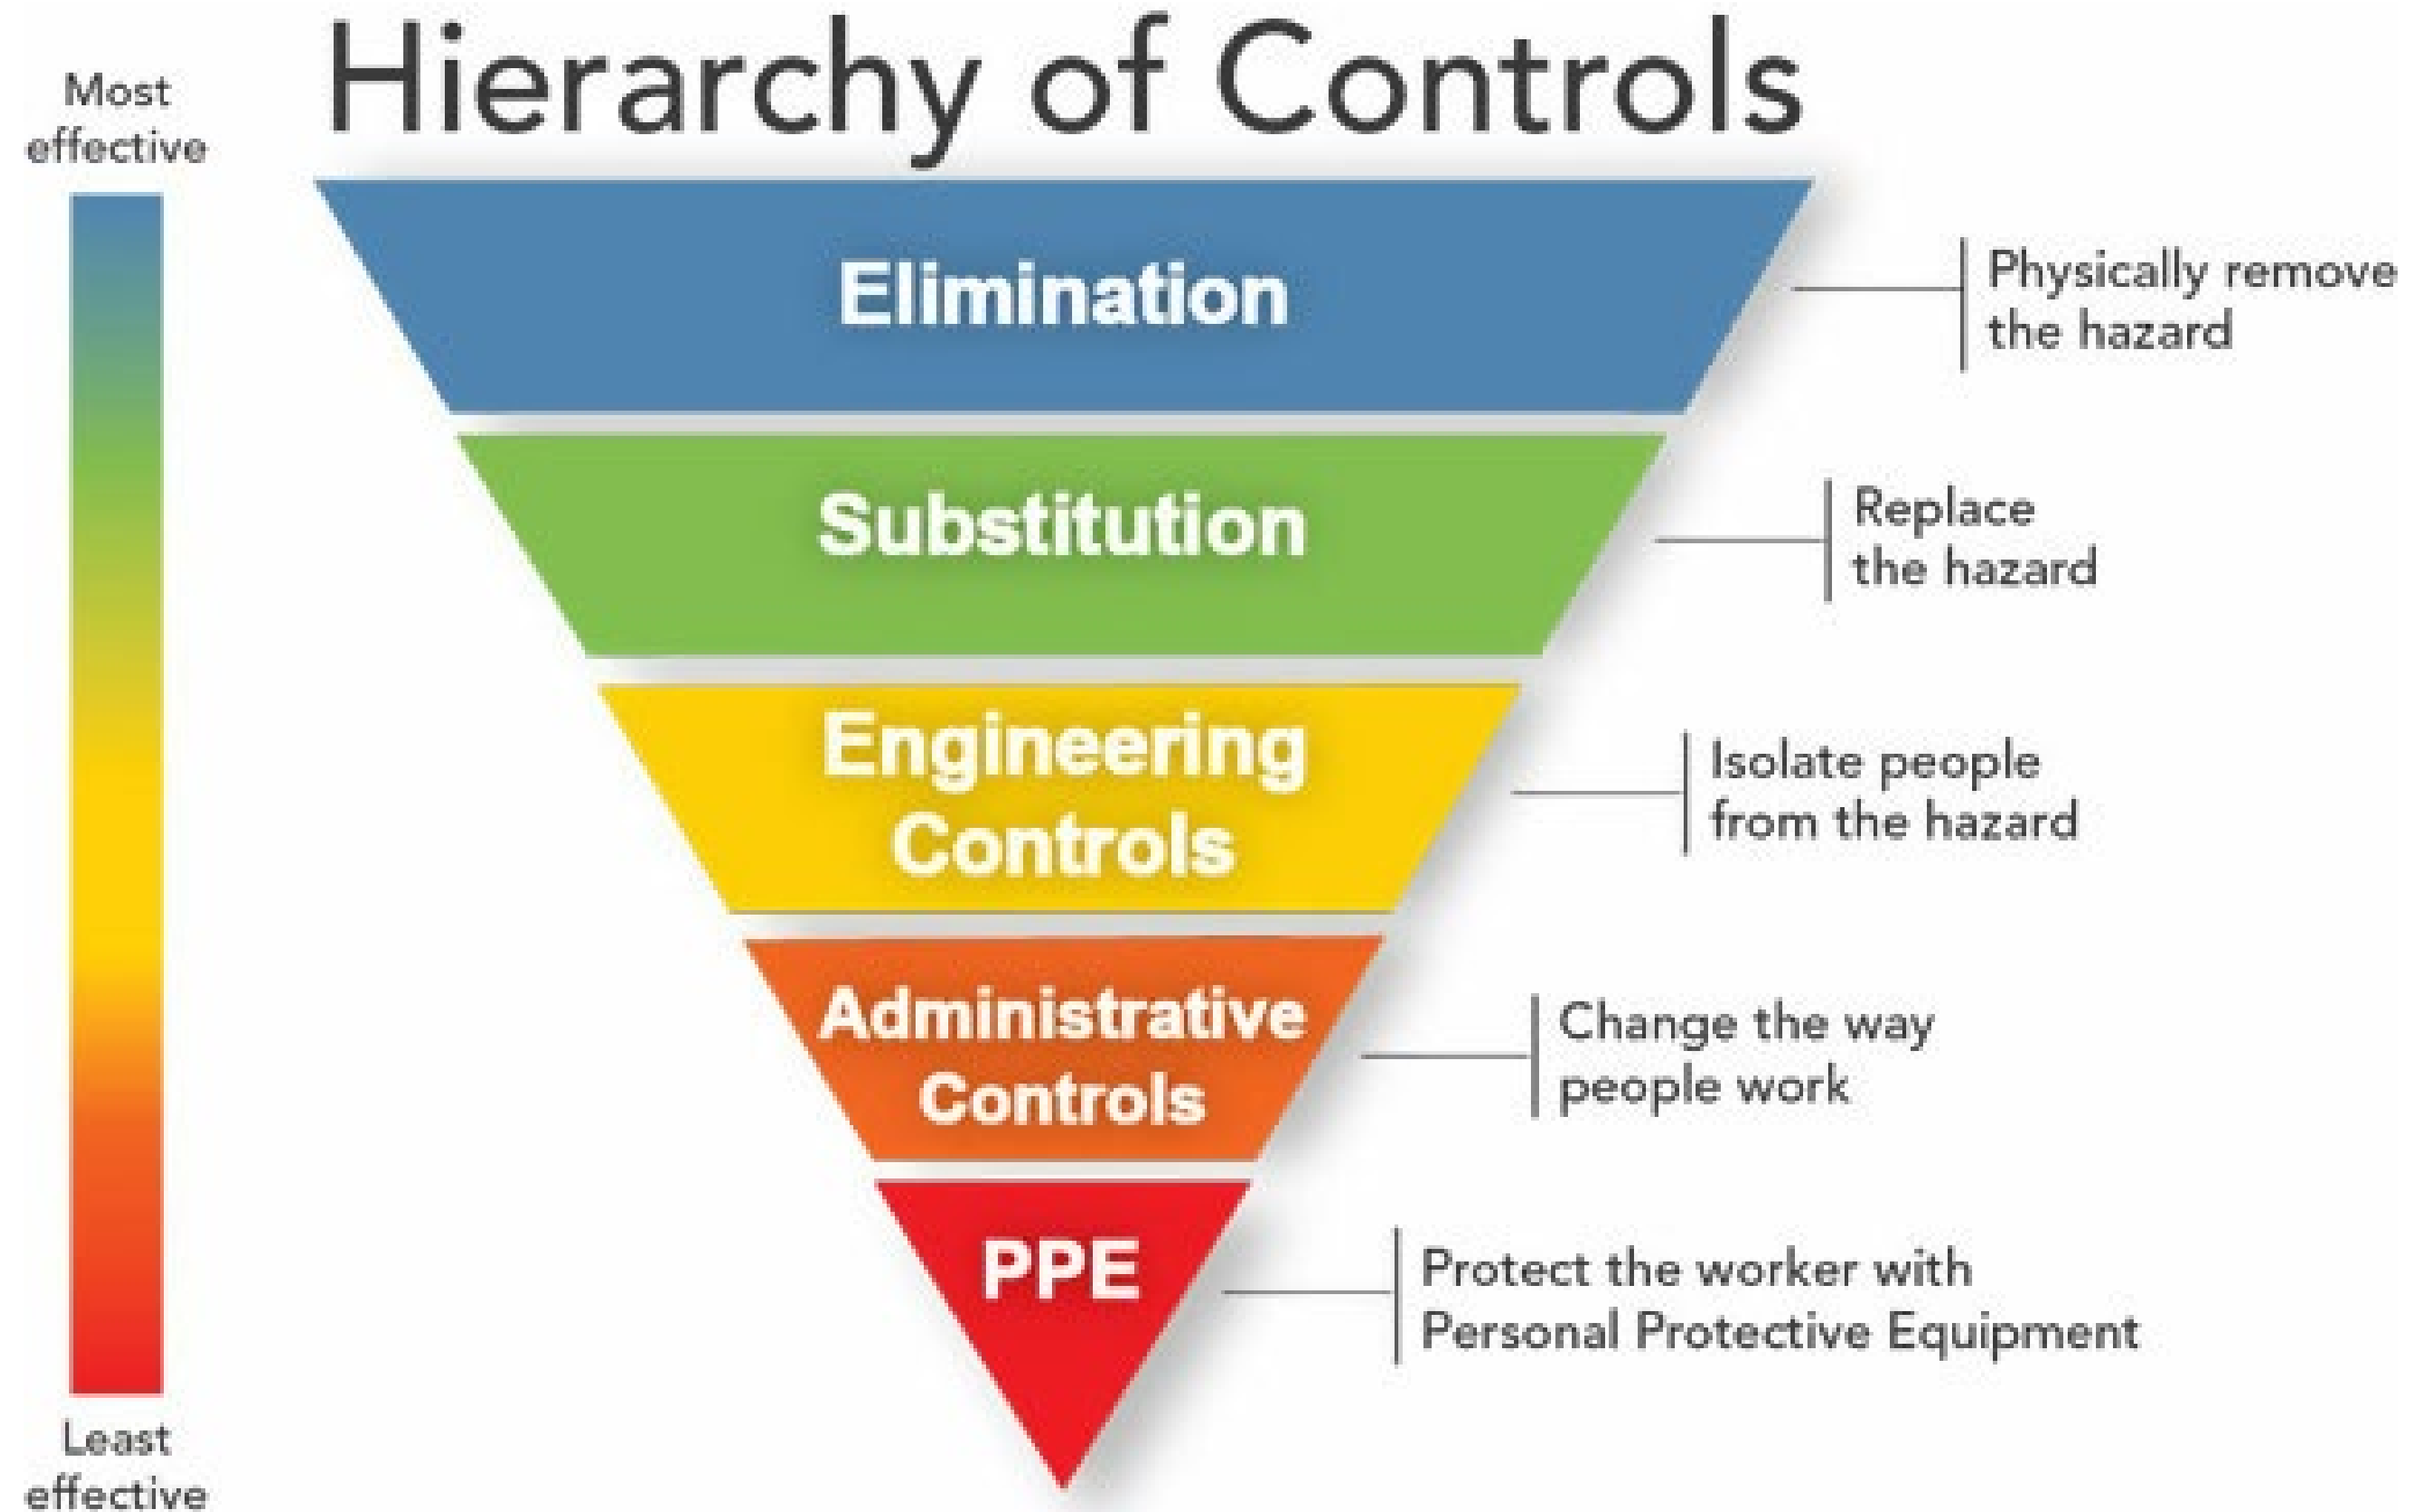 Hierarchy of Controls
Most
effective
Elimination
Physically remove
the hazard
Substitution
Replace
the hazard
Engineering
Controls
Isolate people
from the hazard
Administrative
Controls
Change the way
people work
PPE
Protect the worker with
Personal Protective Equipment
Least
effective